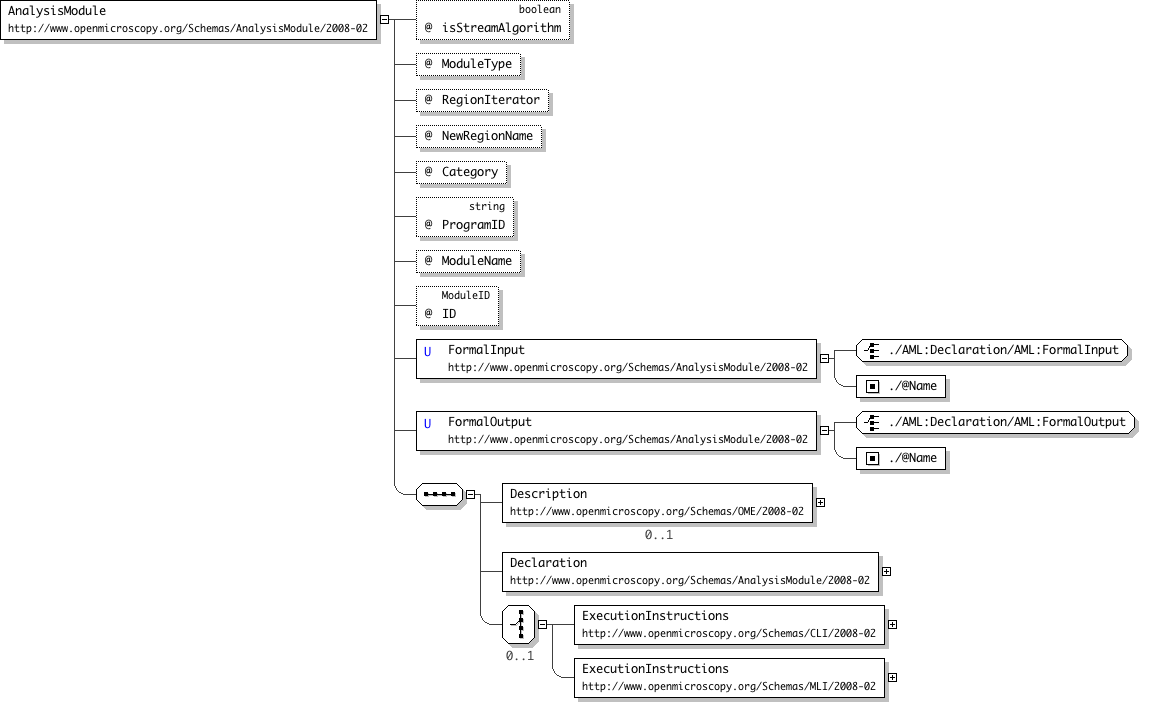 AnalysisModule
http://www.openmicroscopy.org/Schemas/AnalysisModule/2008-02
boolean
@ isStreamAlgorithm
@ ModuleType
@ RegionIterator
@ NewRegionName
@ Category
string
@ ProgramID
@ ModuleName
ModuleID
@ ID
U FormalInput
http://www.openmicroscopy.org/Schemas/AnalysisModule/2008-02
./AML:Declaration/AML:FormalInput
./@Name
U FormalOutput
http://www.openmicroscopy.org/Schemas/AnalysisModule/2008-02
./AML:Declaration/AML:FormalOutput
./@Name
Description
http://www.openmicroscopy.org/Schemas/OME/2008-02
0..1
Declaration
http://www.openmicroscopy.org/Schemas/AnalysisModule/2008-02
ExecutionInstructions
http://www.openmicroscopy.org/Schemas/CLI/2008-02
0..1
ExecutionInstructions
http://www.openmicroscopy.org/Schemas/MLI/2008-02